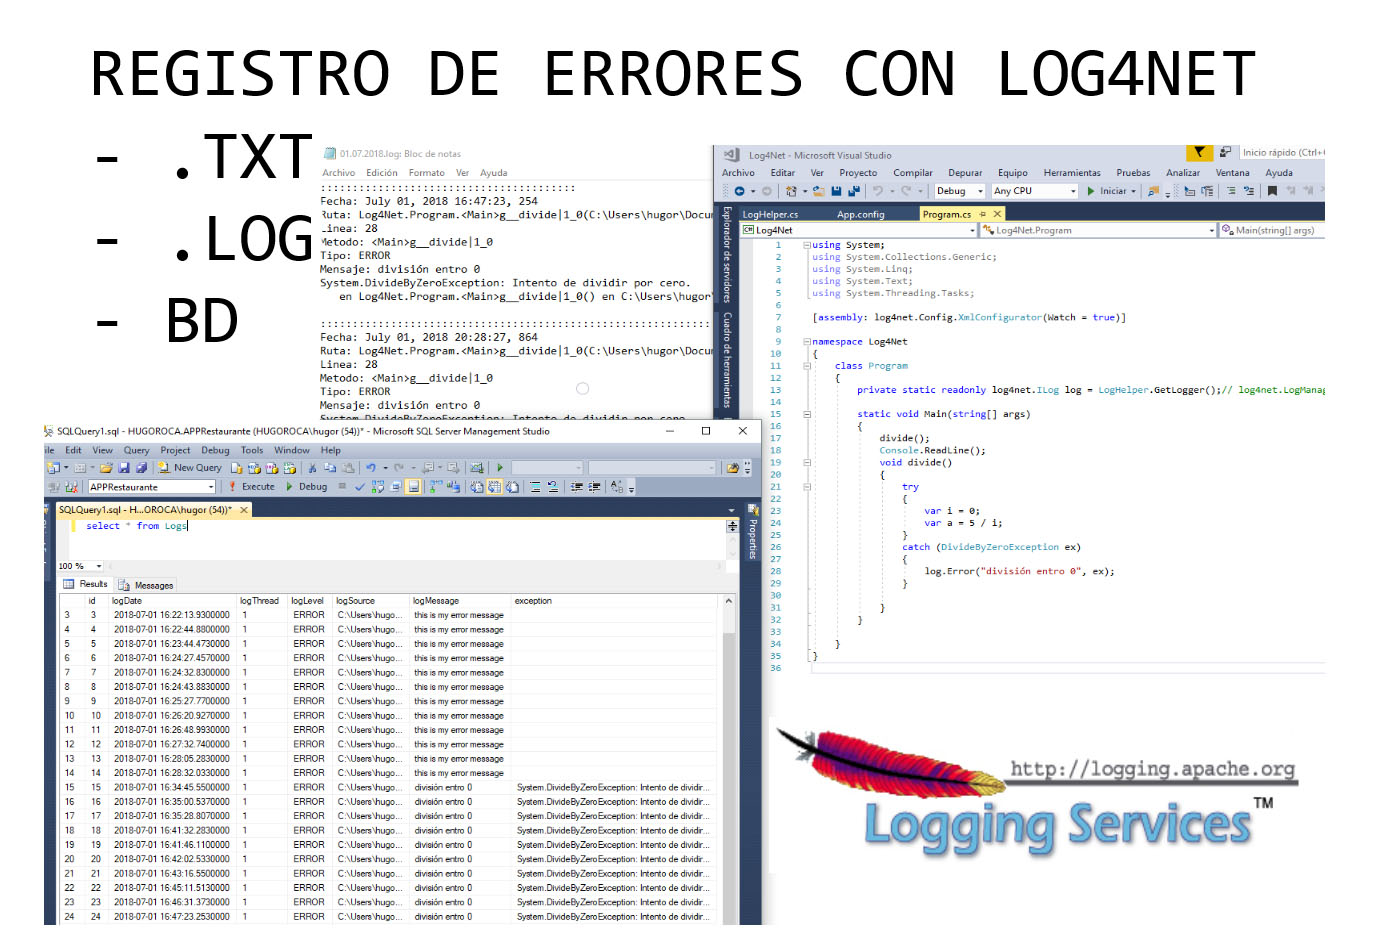 REGISTRO DE ERRORES CON LOG4NET
- .TXT
- .LOG
- BD
01.07.2018.log: Bloc de notas
Archivo Edición Formato Ver Ayuda
::::::::::::::::::::::::::::::::::::::::
Fecha: July 01, 2018 16:47:23, 254
Ruta: Log4Net.Program.<Main>g__divide|1_0(C:\Users\hugor\Docu
Linea: 28
Metodo: <Main>g__divide|1_0
Tipo: ERROR
Mensaje: división entro 0
System.DivideByZeroException: Intento de dividir por cero.
en Log4Net.Program.<Main>g__divide|1_0() en C:\Users\hugor\
:::::::::::::::::::::::::::::::::::::::::::::::::::::::::::::
Fecha: July 01, 2018 20:28:27, 864
Ruta: Log4Net.Program.<Main>g__divide|1_0(C:\Users\hugor\Docu
Linea: 28
Metodo: <Main>g__divide|1_0
Tipo: ERROR
Mensaje: división entro 0
System.DivideByZeroException: Intento de dividir por cero
Log4Net - Microsoft Visual Studio
Inicio rápido (Ctrl+
Archivo Editar Ver Proyecto Compilar Depurar Equipo Herramientas Pruebas Analizar Ventana Ayuda
Debug Any CPU Iniciar
Explorador de servidores
Cuadro de herramientas
LogHelper.cs App.config Program.cs
Log4Net Log4Net.Program Main(string[] args)
1 using System;
2 using System.Collections.Generic;
3 using System.Linq;
4 using System.Text;
5 using System.Threading.Tasks;
6
7 [assembly: log4net.Config.XmlConfigurator(Watch = true)]
8
9 namespace Log4Net
10 {
11 class Program
12 {
13 private static readonly log4net.ILog log = LogHelper.GetLogger();// log4net.LogManag
14
15 static void Main(string[] args)
16 {
17 divide();
18 Console.ReadLine();
19 void divide()
20 {
21 try
22 {
23 var i = 0;
24 var a = 5 / i;
25 }
26 catch (DivideByZeroException ex)
27 {
28 log.Error("división entro 0", ex);
29 }
30
31 }
32 }
33
34 }
35 }
36
SQLQuery1.sql - HUGOROCA.APPRestaurante (HUGOROCA\hugor (54))* - Microsoft SQL Server Management Studio
ile Edit View Query Project Debug Tools Window Help
New Query
APPRestaurante Execute Debug
SQLQuery1.sql - H...OROCA\hugor (54))*
select * from Logs
Properties
100 %
Results Messages
id logDate logThread logLevel logSource logMessage exception
3 3 2018-07-01 16:22:13.9300000 1 ERROR C:\Users\hugo... this is my error message
4 4 2018-07-01 16:22:44.8800000 1 ERROR C:\Users\hugo... this is my error message
5 5 2018-07-01 16:23:44.4730000 1 ERROR C:\Users\hugo... this is my error message
6 6 2018-07-01 16:24:27.4570000 1 ERROR C:\Users\hugo... this is my error message
7 7 2018-07-01 16:24:32.8300000 1 ERROR C:\Users\hugo... this is my error message
8 8 2018-07-01 16:24:43.8830000 1 ERROR C:\Users\hugo... this is my error message
9 9 2018-07-01 16:25:27.7700000 1 ERROR C:\Users\hugo... this is my error message
10 10 2018-07-01 16:26:20.9270000 1 ERROR C:\Users\hugo... this is my error message
11 11 2018-07-01 16:26:48.9930000 1 ERROR C:\Users\hugo... this is my error message
12 12 2018-07-01 16:27:32.7400000 1 ERROR C:\Users\hugo... this is my error message
13 13 2018-07-01 16:28:05.2830000 1 ERROR C:\Users\hugo... this is my error message
14 14 2018-07-01 16:28:32.0330000 1 ERROR C:\Users\hugo... this is my error message
15 15 2018-07-01 16:34:45.5500000 1 ERROR C:\Users\hugo... división entro 0 System.DivideByZeroException: Intento de dividir...
16 16 2018-07-01 16:35:00.5370000 1 ERROR C:\Users\hugo... división entro 0 System.DivideByZeroException: Intento de dividir...
17 17 2018-07-01 16:35:28.8070000 1 ERROR C:\Users\hugo... división entro 0 System.DivideByZeroException: Intento de dividir...
18 18 2018-07-01 16:41:32.2830000 1 ERROR C:\Users\hugo... división entro 0 System.DivideByZeroException: Intento de dividir...
19 19 2018-07-01 16:41:46.1100000 1 ERROR C:\Users\hugo... división entro 0 System.DivideByZeroException: Intento de dividir...
20 20 2018-07-01 16:42:02.5330000 1 ERROR C:\Users\hugo... división entro 0 System.DivideByZeroException: Intento de dividir...
21 21 2018-07-01 16:43:16.5500000 1 ERROR C:\Users\hugo... división entro 0 System.DivideByZeroException: Intento de dividir...
22 22 2018-07-01 16:45:11.5130000 1 ERROR C:\Users\hugo... división entro 0 System.DivideByZeroException: Intento de dividir...
23 23 2018-07-01 16:46:31.3730000 1 ERROR C:\Users\hugo... división entro 0 System.DivideByZeroException: Intento de dividir...
24 24 2018-07-01 16:47:23.2530000 1 ERROR C:\Users\hugo... división entro 0 System.DivideByZeroException: Intento de dividir...
http://logging.apache.org
Logging Services™